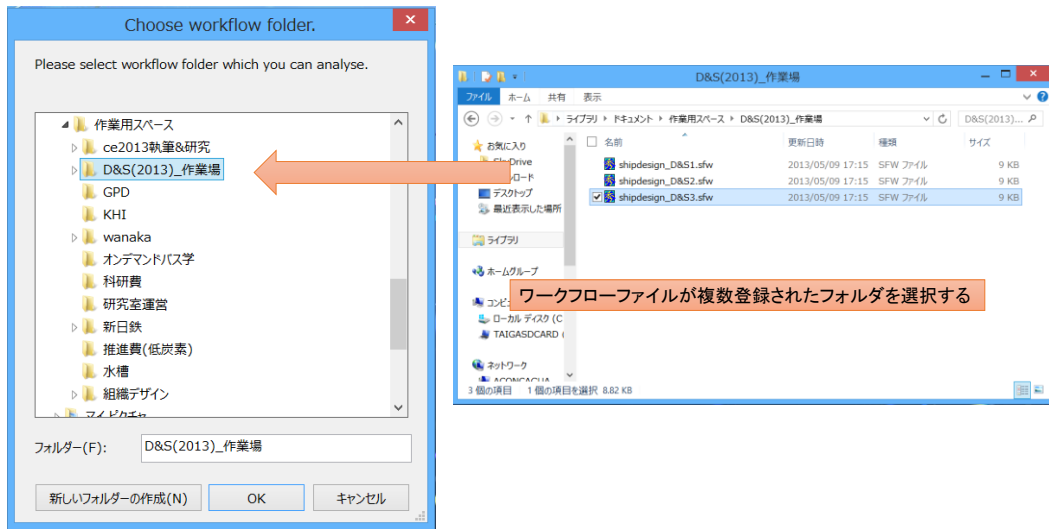 Choose workflow folder.
Please select workflow folder which you can analyse.
作業用スペース
ce2013執筆&研究
D&S(2013)_作業場
GPD
KHI
wanaka
オンデマンドバス学
科研費
研究室運営
新日鉄
推進費(低炭素)
水槽
組織デザイン
マイ ピクチャ
フォルダー(F):
D&S(2013)_作業場
新しいフォルダーの作成(N)
OK
キャンセル
D&S(2013)_作業場
ファイル ホーム 共有 表示
ライブラリ ドキュメント 作業用スペース D&S(2013)_作業場
D&S(2013)...
お気に入り
デスクトップ
最近表示した場所
ライブラリ
ホームグループ
ローカル ディスク (C
TAIGASDCARD (
ネットワーク
ACONCAGUA
名前 更新日時 種類 サイズ
shipdesign_D&S1.sfw 2013/05/09 17:15 SFW ファイル 9 KB
shipdesign_D&S2.sfw 2013/05/09 17:15 SFW ファイル 9 KB
shipdesign_D&S3.sfw 2013/05/09 17:15 SFW ファイル 9 KB
ワークフローファイルが複数登録されたフォルダを選択する
3 個の項目 1 個の項目を選択 8.82 KB